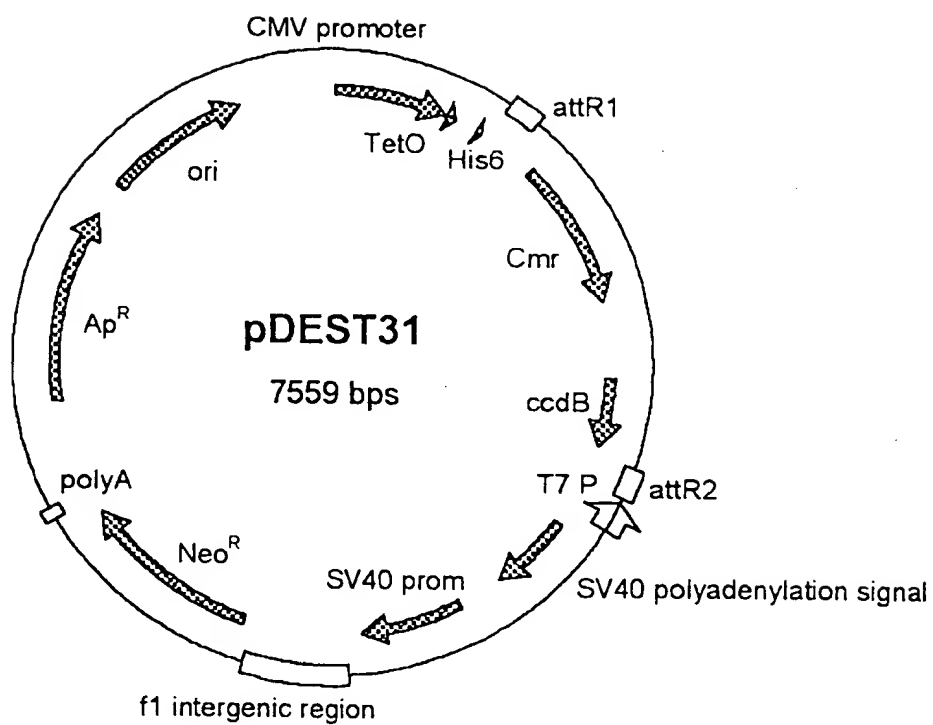 CMV promoter
attR1
TetO
His6
ori
Cmr
Ap^R
pDEST31
7559 bps
ccdB
T7 P
attR2
polyA
Neo^R
SV40 prom
SV40 polyadenylation signal
f1 intergenic region